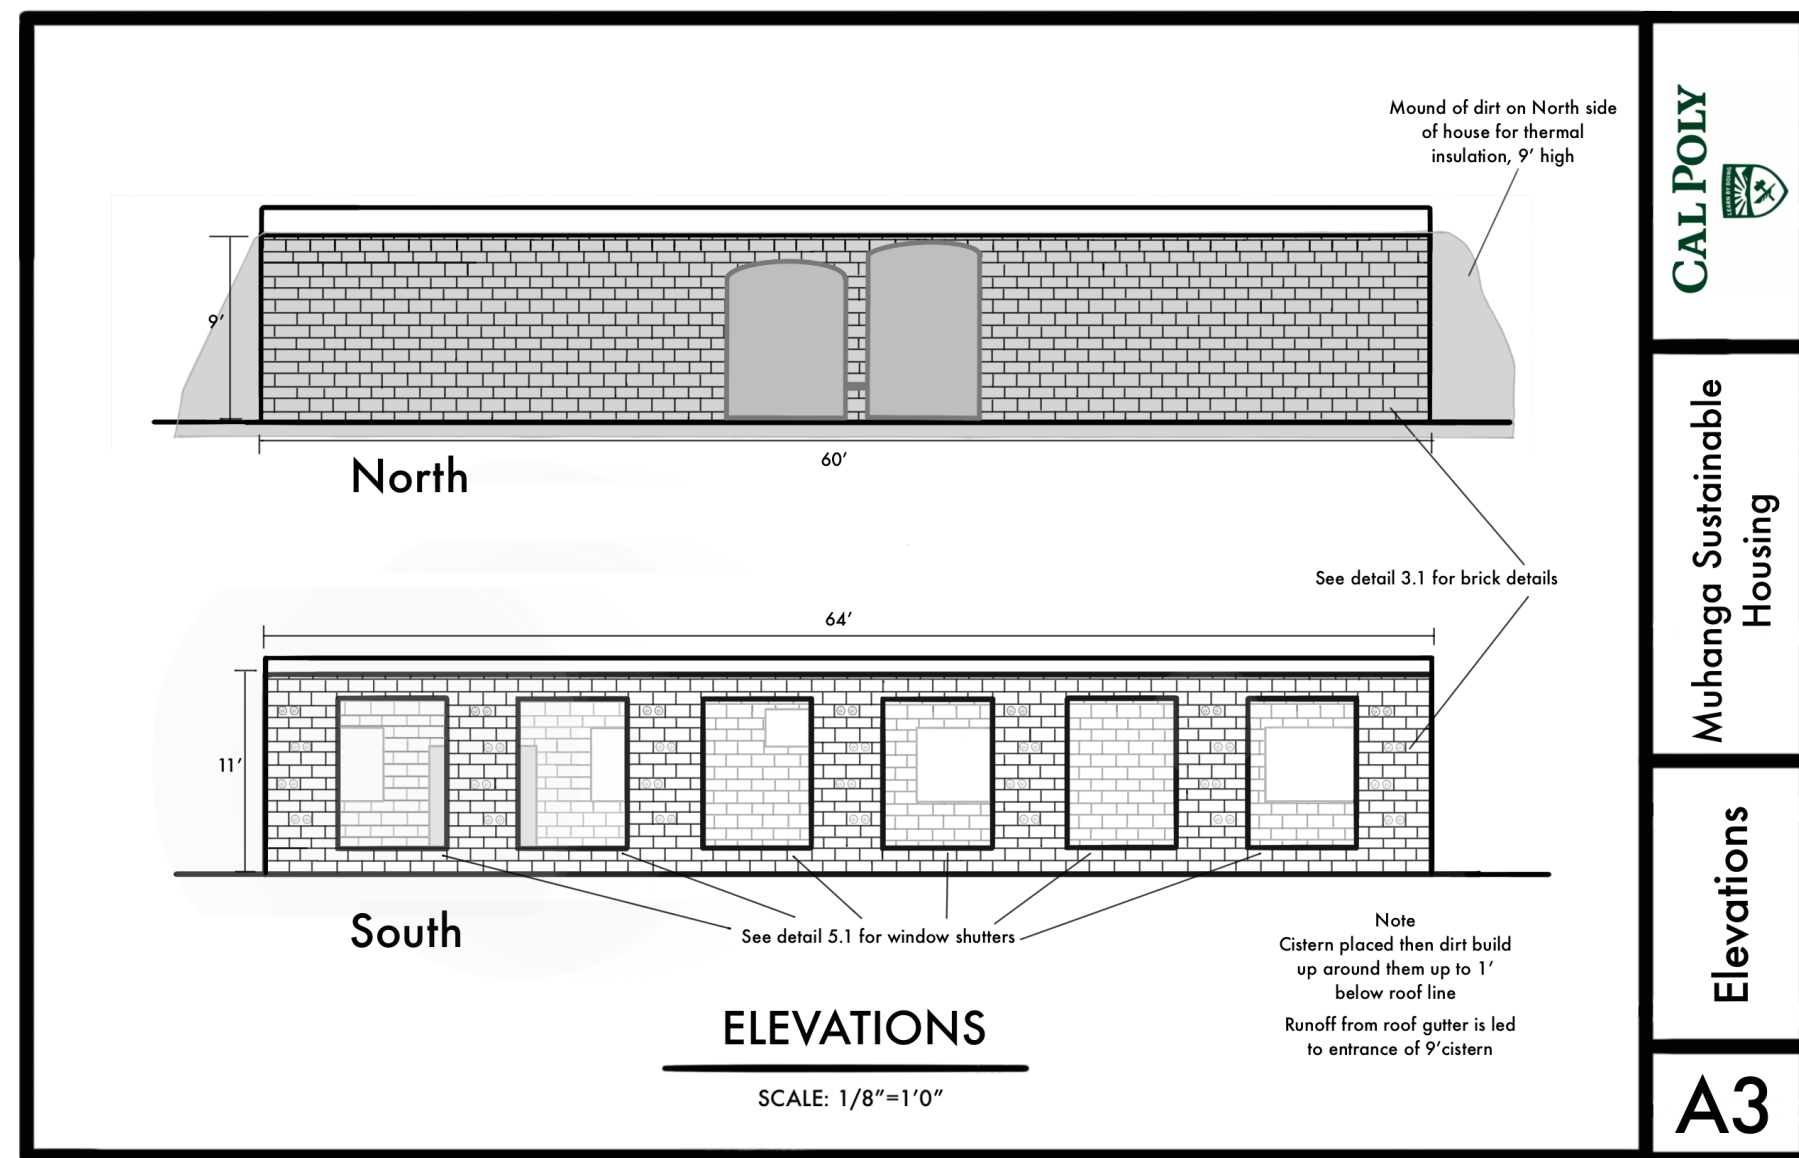 Mound of dirt on North side
of house for thermal
insulation, 9’ high
9’
60’
North
See detail 3.1 for brick details
64’
11’
South
See detail 5.1 for window shutters
Note
Cistern placed then dirt build
up around them up to 1’
below roof line
Runoff from roof gutter is led
to entrance of 9’cistern
ELEVATIONS
SCALE: 1/8”=1’0”
CAL POLY
LEARN BY DOING
Muhanga Sustainable
Housing
Elevations
A3